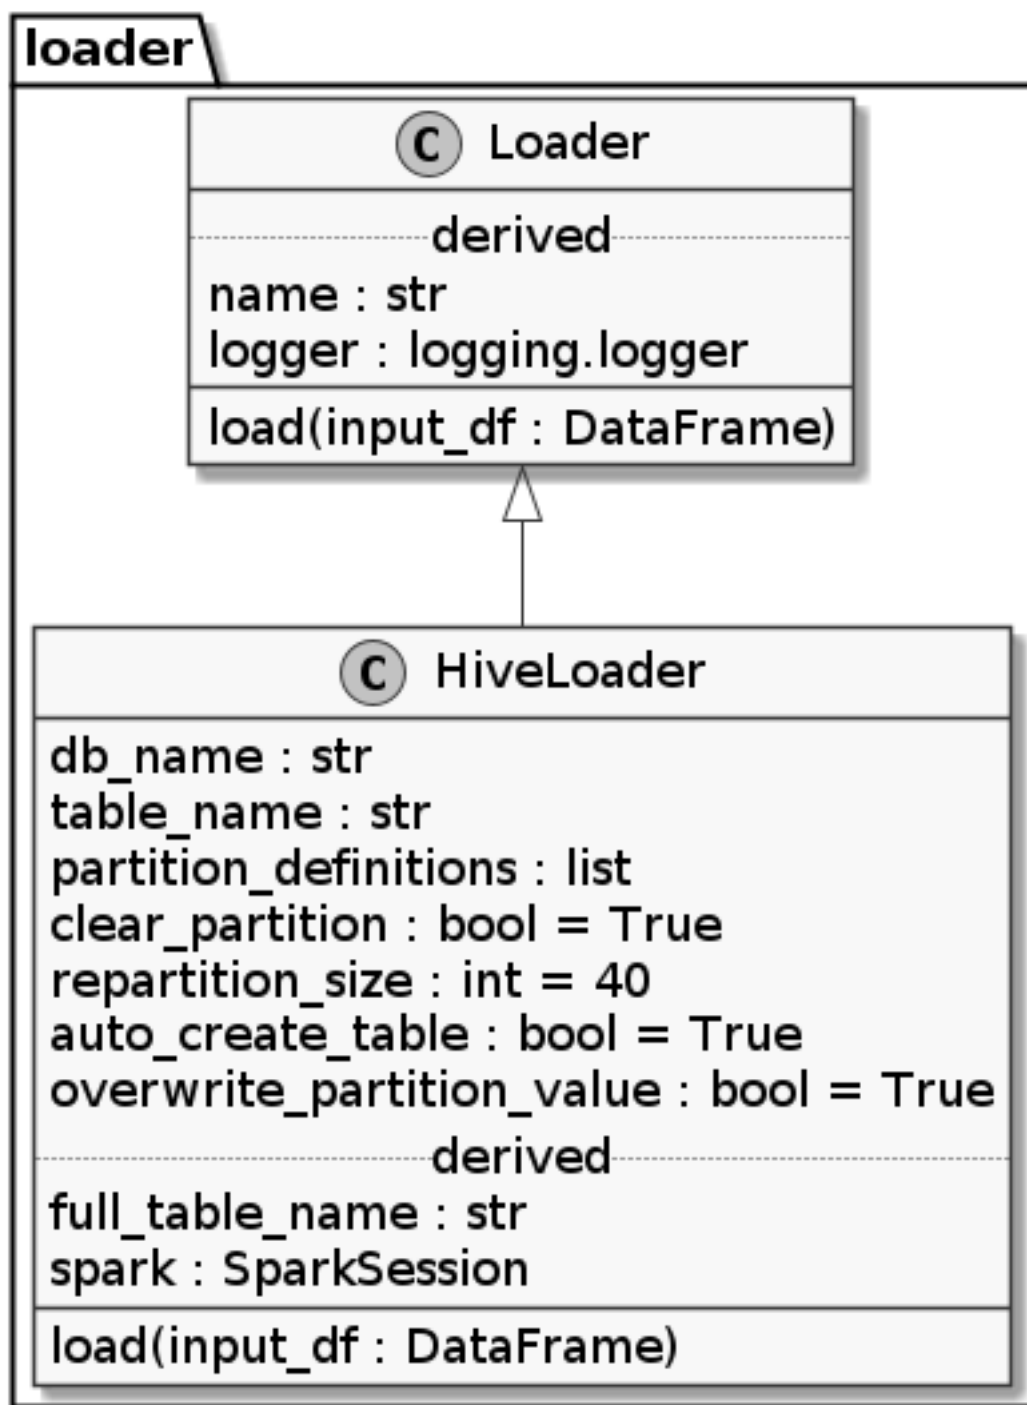 loader
C Loader
derived
name : str
logger : logging.logger
load(input_df : DataFrame)
C HiveLoader
db_name : str
table_name : str
partition_definitions : list
clear_partition : bool = True
repartition_size : int = 40
auto_create_table : bool = True
overwrite_partition_value : bool = True
derived
full_table_name : str
spark : SparkSession
load(input_df : DataFrame)